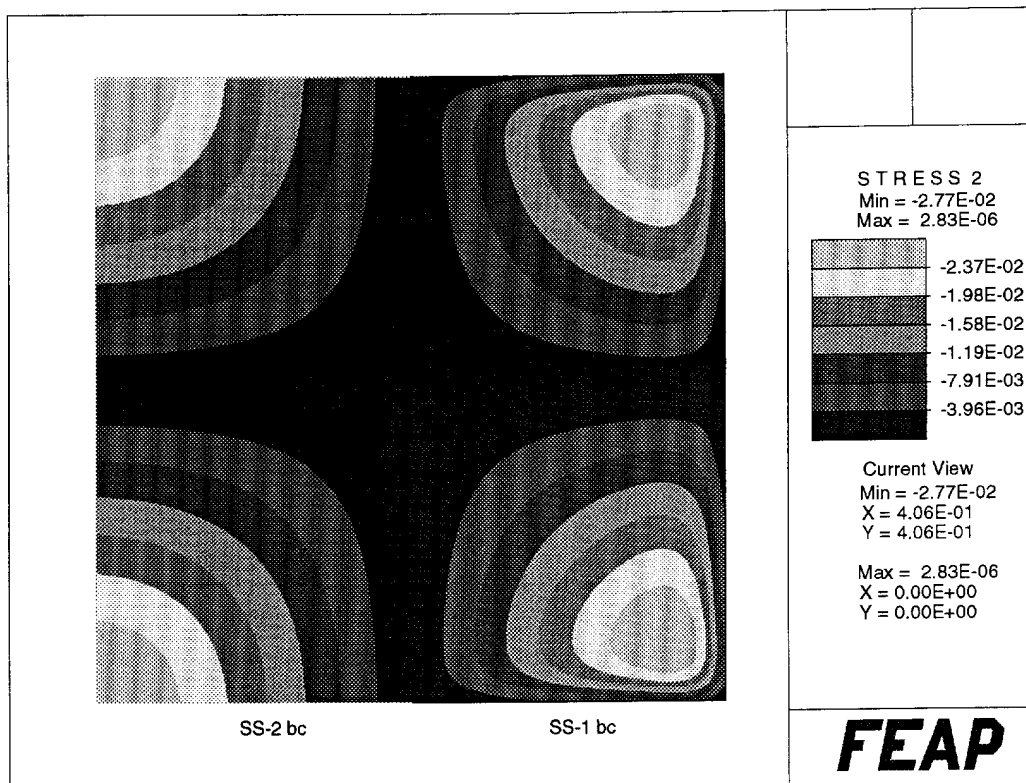 S T R E S S 2
Min = -2.77E-02
Max = 2.83E-06
-2.37E-02
-1.98E-02
-1.58E-02
-1.19E-02
-7.91E-03
-3.96E-03
Current View
Min = -2.77E-02
X = 4.06E-01
Y = 4.06E-01
Max = 2.83E-06
X = 0.00E+00
Y = 0.00E+00
SS-2 bc
SS-1 bc
FEAP